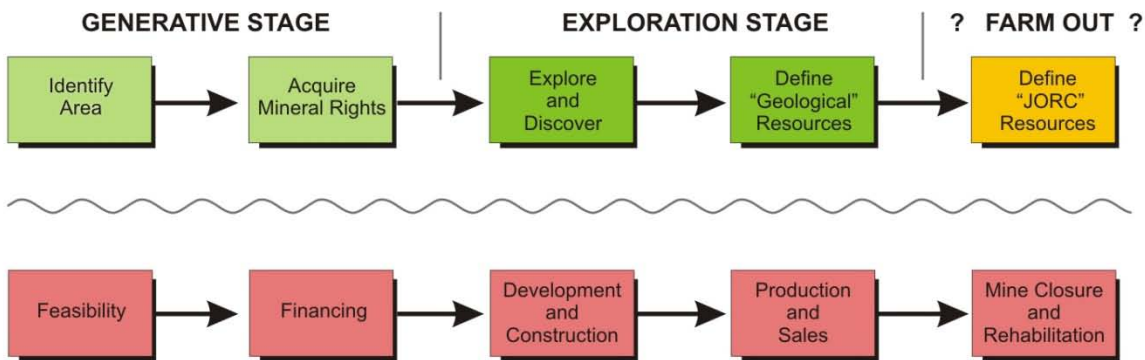 GENERATIVE STAGE
EXPLORATION STAGE
? FARM OUT ?
Identify
Area
Acquire
Mineral Rights
Explore
and
Discover
Define
“Geological”
Resources
Define
“JORC”
Resources
Feasibility
Financing
Development
and
Construction
Production
and
Sales
Mine Closure
and
Rehabilitation